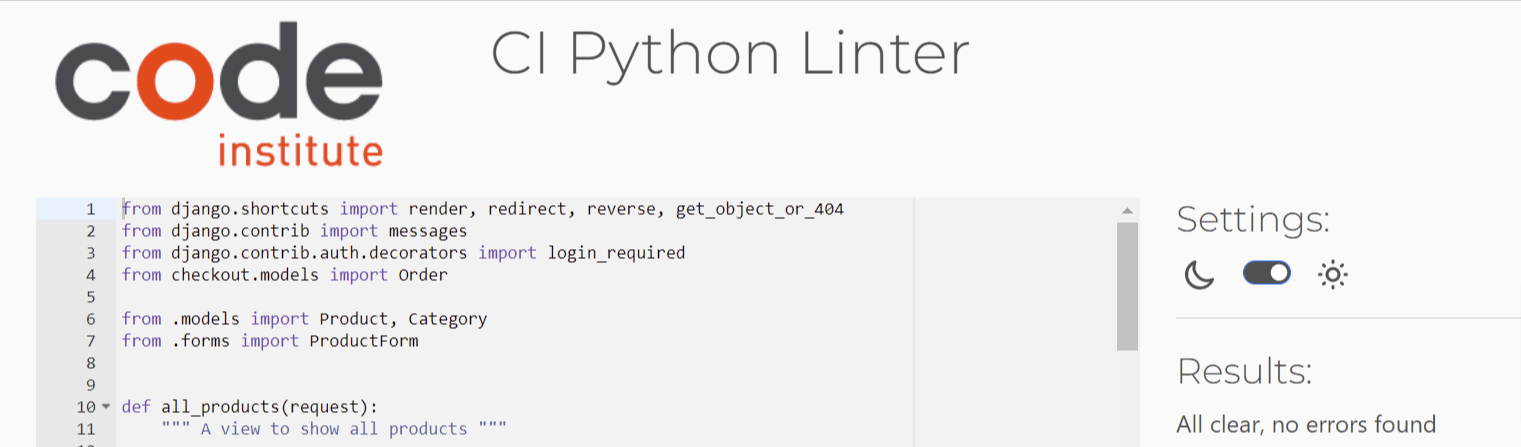 code
institute
CI Python Linter
1 from django.shortcuts import render, redirect, reverse, get_object_or_404
2 from django.contrib import messages
3 from django.contrib.auth.decorators import login_required
4 from checkout.models import Order
5
6 from .models import Product, Category
7 from .forms import ProductForm
8
9
10 def all_products(request):
11 """ A view to show all products """
Settings:
Results:
All clear, no errors found